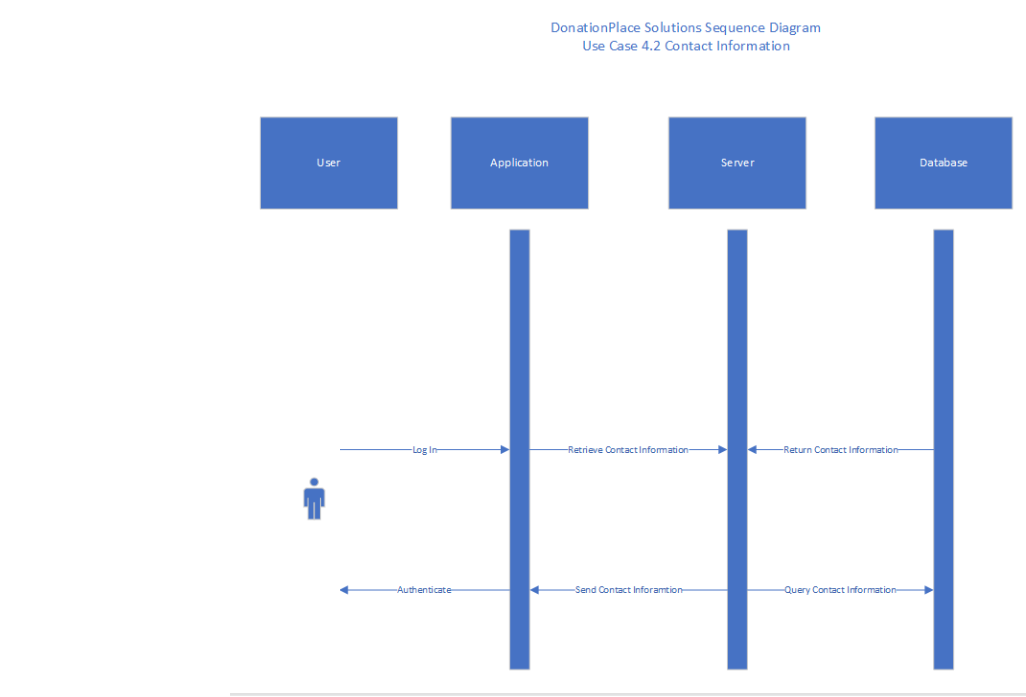 DonationPlace Solutions Sequence Diagram
Use Case 4.2 Contact Information
User
Application
Server
Database
Log In
Retrieve Contact Information
Return Contact Information
Authenticate
Send Contact Inforamtion
Query Contact Information